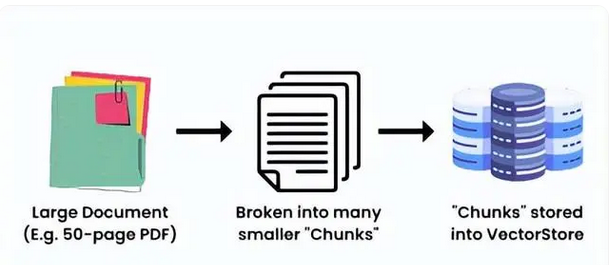 Large Document
(E.g. 50-page PDF)
Broken into many
smaller "Chunks"
"Chunks" stored
into VectorStore